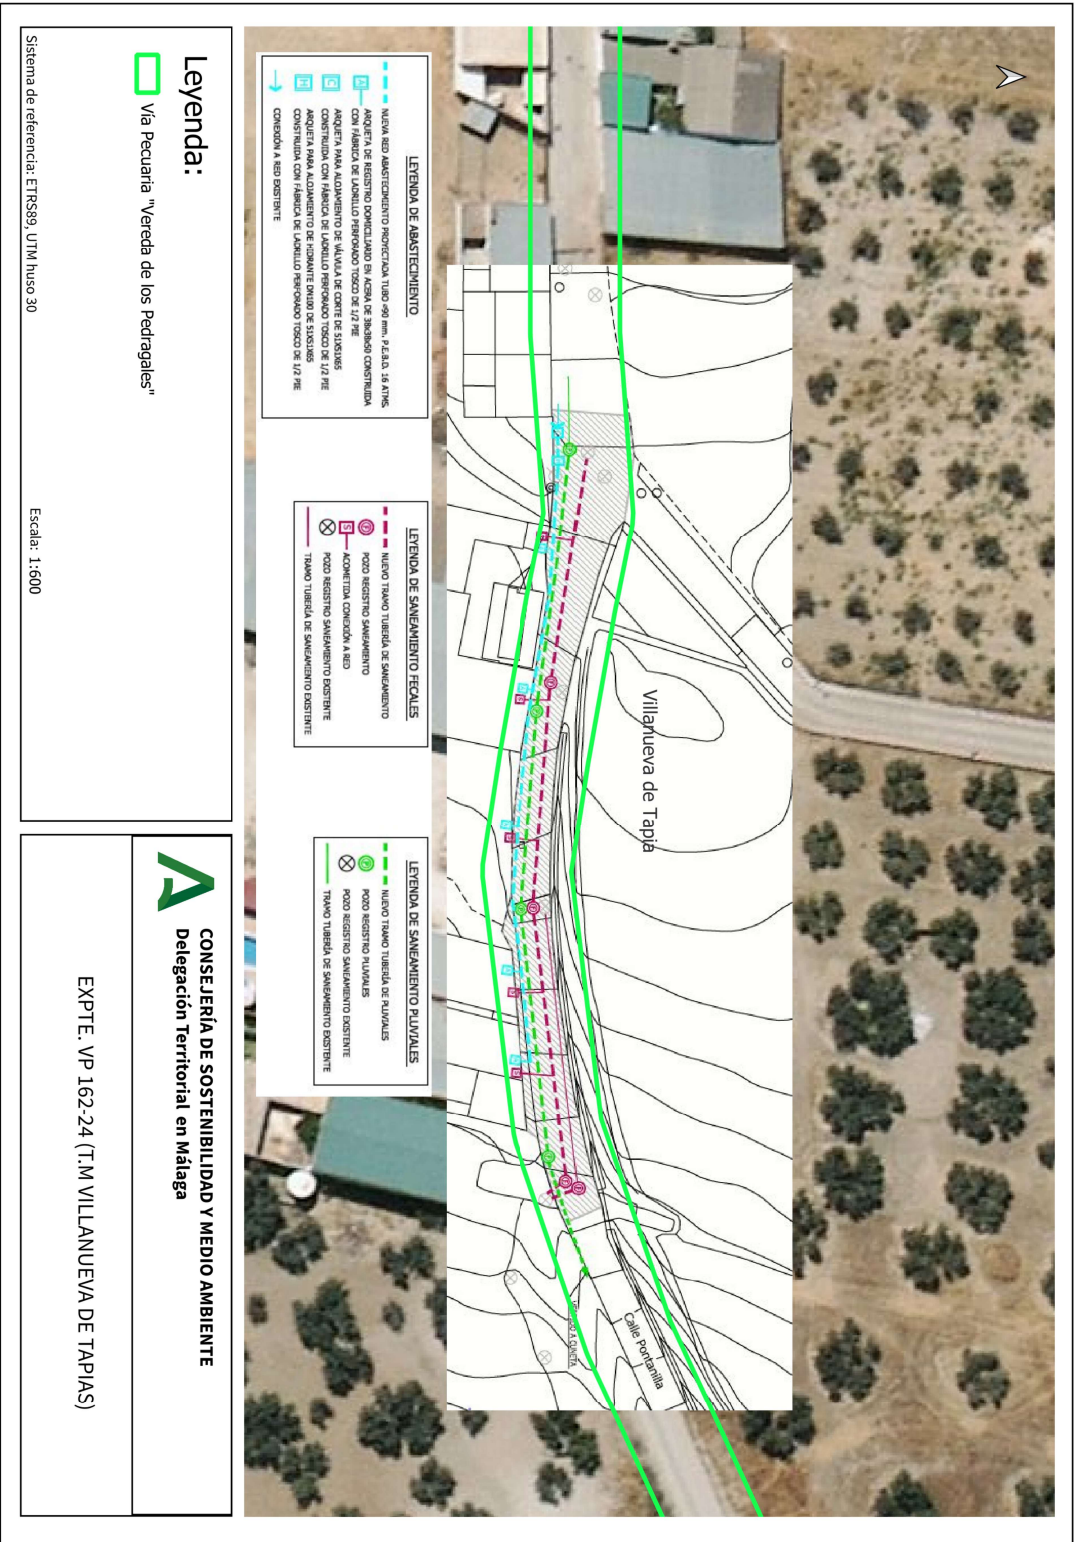 Villanueva de Tapia
Calle Pontanilla
LEYENDA DE ABASTECIMIENTO
NUEVA RED ABASTECIMIENTO PROYECTADA TUBO ø90 mm. P.E.B.D. 16 ATMS.
ARQUETA DE REGISTRO DOMICILIARIO EN ACERA DE 38x38x50 CONSTRUIDA
CON FÁBRICA DE LADRILLO PERFORADO TOSCO DE 1/2 PIE
ARQUETA PARA ALOJAMIENTO DE VÁLVULA DE CORTE DE 51X51X65
CONSTRUIDA CON FÁBRICA DE LADRILLO PERFORADO TOSCO DE 1/2 PIE
ARQUETA PARA ALOJAMIENTO DE HIDRANTE DN100 DE 51X51X65
CONSTRUIDA CON FÁBRICA DE LADRILLO PERFORADO TOSCO DE 1/2 PIE
CONEXIÓN A RED EXISTENTE
LEYENDA DE SANEAMIENTO FECALES
NUEVO TRAMO TUBERÍA DE SANEAMIENTO
POZO REGISTRO SANEAMIENTO
ACOMETIDA CONEXIÓN A RED
POZO REGISTRO SANEAMIENTO EXISTENTE
TRAMO TUBERÍA DE SANEAMIENTO EXISTENTE
LEYENDA DE SANEAMIENTO PLUVIALES
NUEVO TRAMO TUBERÍA DE PLUVIALES
POZO REGISTRO PLUVIALES
POZO REGISTRO SANEAMIENTO EXISTENTE
TRAMO TUBERÍA DE SANEAMIENTO EXISTENTE
Leyenda:
Vía Pecuaria "Vereda de los Pedragales"
Sistema de referencia: ETRS89, UTM huso 30
Escala: 1:600
CONSEJERÍA DE SOSTENIBILIDAD Y MEDIO AMBIENTE
Delegación Territorial en Málaga
EXPTE. VP 162-24 (T.M VILLANUEVA DE TAPIAS)